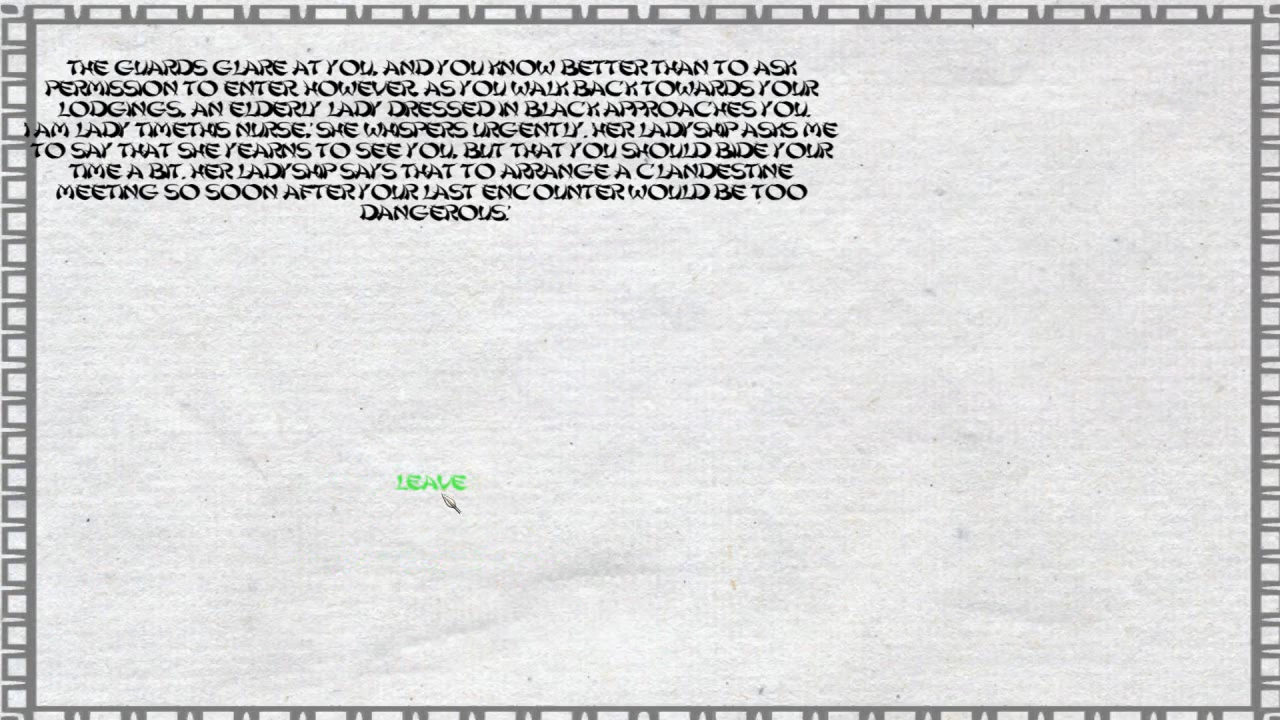 THE GUARDS GLARE AT YOU, AND YOU KNOW BETTER THAN TO ASK
PERMISSION TO ENTER. HOWEVER, AS YOU WALK BACK TOWARDS YOUR
LODGINGS, AN ELDERLY LADY DRESSED IN BLACK APPROACHES YOU.
'I AM LADY TIMETHIS NURSE,' SHE WHISPERS URGENTLY. 'HER LADYSHIP ASKS ME
TO SAY THAT SHE YEARNS TO SEE YOU, BUT THAT YOU SHOULD BIDE YOUR
TIME A BIT. HER LADYSHIP SAYS THAT TO ARRANGE A CLANDESTINE
MEETING SO SOON AFTER YOUR LAST ENCOUNTER WOULD BE TOO
DANGEROUS.'
LEAVE